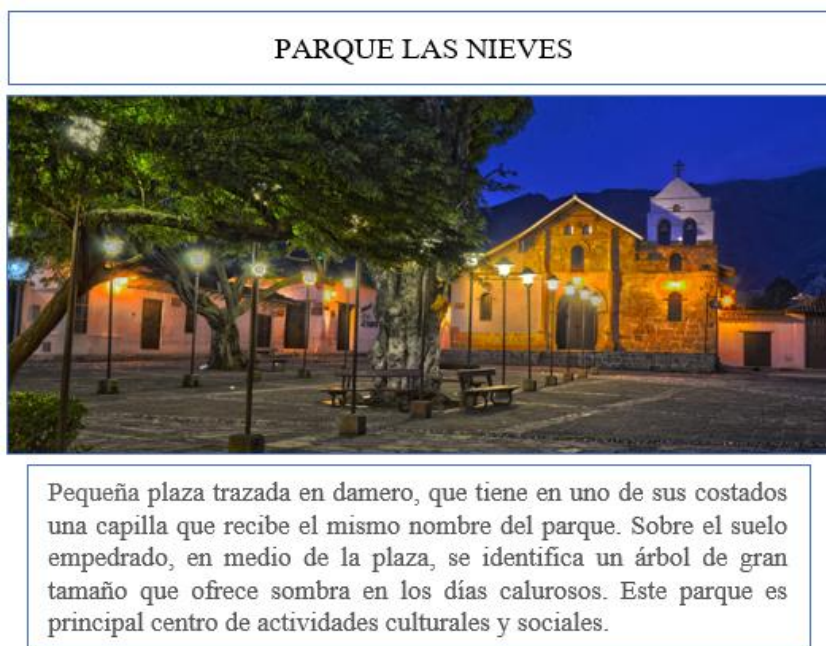 PARQUE LAS NIEVES
Pequeña plaza trazada en damero, que tiene en uno de sus costados
una capilla que recibe el mismo nombre del parque. Sobre el suelo
empedrado, en medio de la plaza, se identifica un árbol de gran
tamaño que ofrece sombra en los días calurosos. Este parque es
principal centro de actividades culturales y sociales.